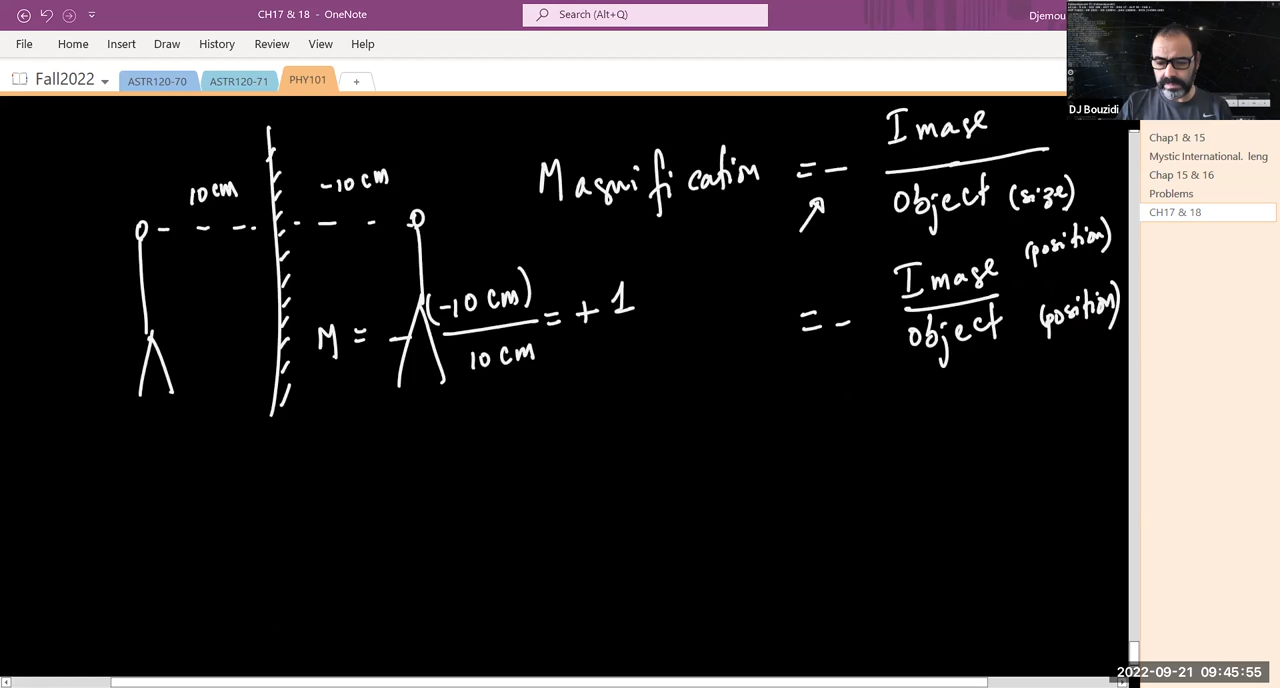 CH17 & 18 - OneNote
Search (Alt+Q)
Djemou
File Home Insert Draw History Review View Help
Fall2022 ASTR120-70 ASTR120-71 PHY101
DJ Bouzidi
Chap1 & 15
Mystic International. leng
Chap 15 & 16
Problems
CH17 & 18
10 cm
-10 cm
Magnification = - Image
object (size)
= - Image (position)
object (position)
M = - (-10 cm) = + 1
10 cm
2022-09-21 09:45:55